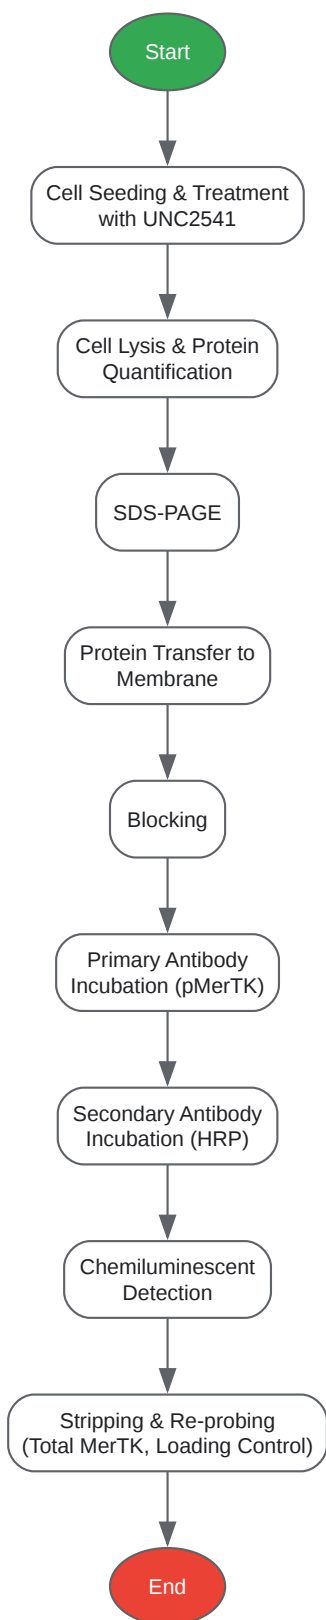 Start
Cell Seeding & Treatment
with UNC2541
Cell Lysis & Protein
Quantification
SDS-PAGE
Protein Transfer to
Membrane
Blocking
Primary Antibody
Incubation (pMerTK)
Secondary Antibody
Incubation (HRP)
Chemiluminescent
Detection
Stripping & Re-probing
(Total MerTK, Loading Control)
End